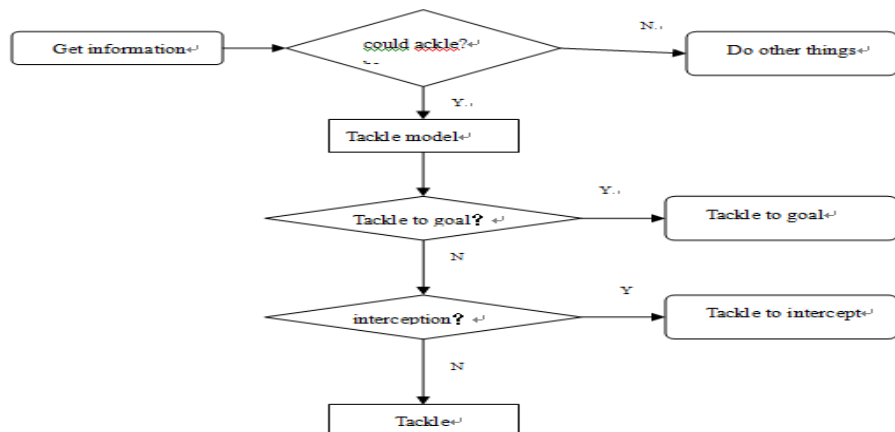 Get information
could ackle?
N
Do other things
Y
Tackle model
Tackle to goal?
Y
Tackle to goal
N
interception?
Y
Tackle to intercept
N
Tackle